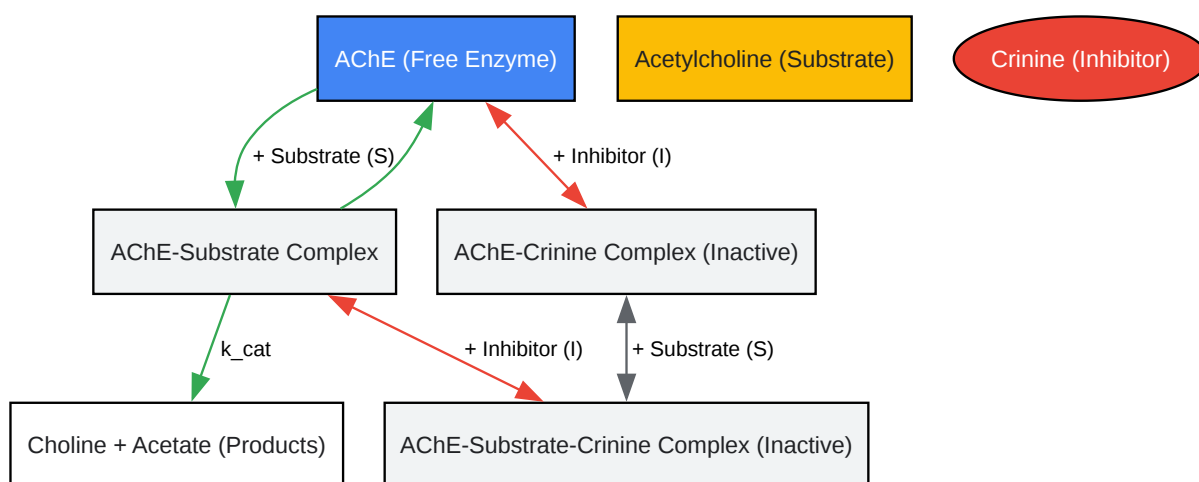 AChE (Free Enzyme)
Acetylcholine (Substrate)
Crinine (Inhibitor)
+ Substrate (S)
+ Inhibitor (I)
AChE-Substrate Complex
AChE-Crinine Complex (Inactive)
k_cat
+ Inhibitor (I)
+ Substrate (S)
Choline + Acetate (Products)
AChE-Substrate-Crinine Complex (Inactive)